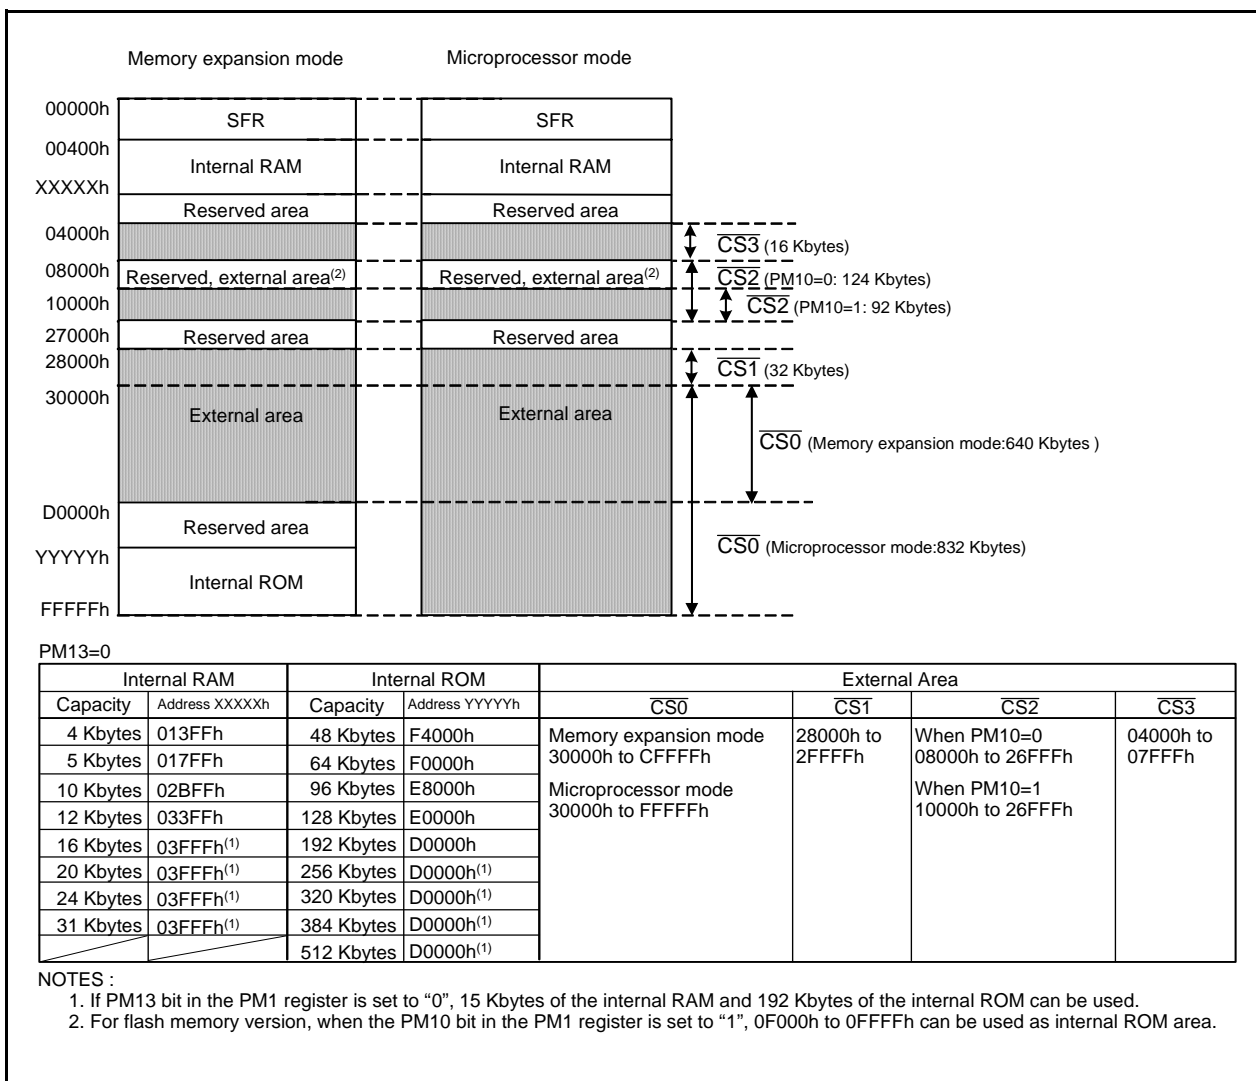 Memory expansion mode Microprocessor mode
00000h SFR SFR
00400h
Internal RAM Internal RAM
XXXXXh
Reserved area Reserved area
04000h
CS3 (16 Kbytes)
08000h Reserved, external area(2) Reserved, external area(2) CS2 (PM10=0: 124 Kbytes)
10000h CS2 (PM10=1: 92 Kbytes)
27000h Reserved area Reserved area
28000h CS1 (32 Kbytes)
30000h
External area External area
CS0 (Memory expansion mode:640 Kbytes )
D0000h
Reserved area
CS0 (Microprocessor mode:832 Kbytes)
YYYYYh
Internal ROM
FFFFFh
PM13=0
Internal RAM Internal ROM External Area
Capacity Address XXXXXh Capacity Address YYYYYh CS0 CS1 CS2 CS3
4 Kbytes 013FFh 48 Kbytes F4000h Memory expansion mode 28000h to When PM10=0 04000h to
5 Kbytes 017FFh 64 Kbytes F0000h 30000h to CFFFFh 2FFFFh 08000h to 26FFFh 07FFFh
10 Kbytes 02BFFh 96 Kbytes E8000h Microprocessor mode When PM10=1
12 Kbytes 033FFh 128 Kbytes E0000h 30000h to FFFFFh 10000h to 26FFFh
16 Kbytes 03FFFh(1) 192 Kbytes D0000h
20 Kbytes 03FFFh(1) 256 Kbytes D0000h(1)
24 Kbytes 03FFFh(1) 320 Kbytes D0000h(1)
31 Kbytes 03FFFh(1) 384 Kbytes D0000h(1)
512 Kbytes D0000h(1)
NOTES :
1. If PM13 bit in the PM1 register is set to “0”, 15 Kbytes of the internal RAM and 192 Kbytes of the internal ROM can be used.
2. For flash memory version, when the PM10 bit in the PM1 register is set to “1”, 0F000h to 0FFFFh can be used as internal ROM area.